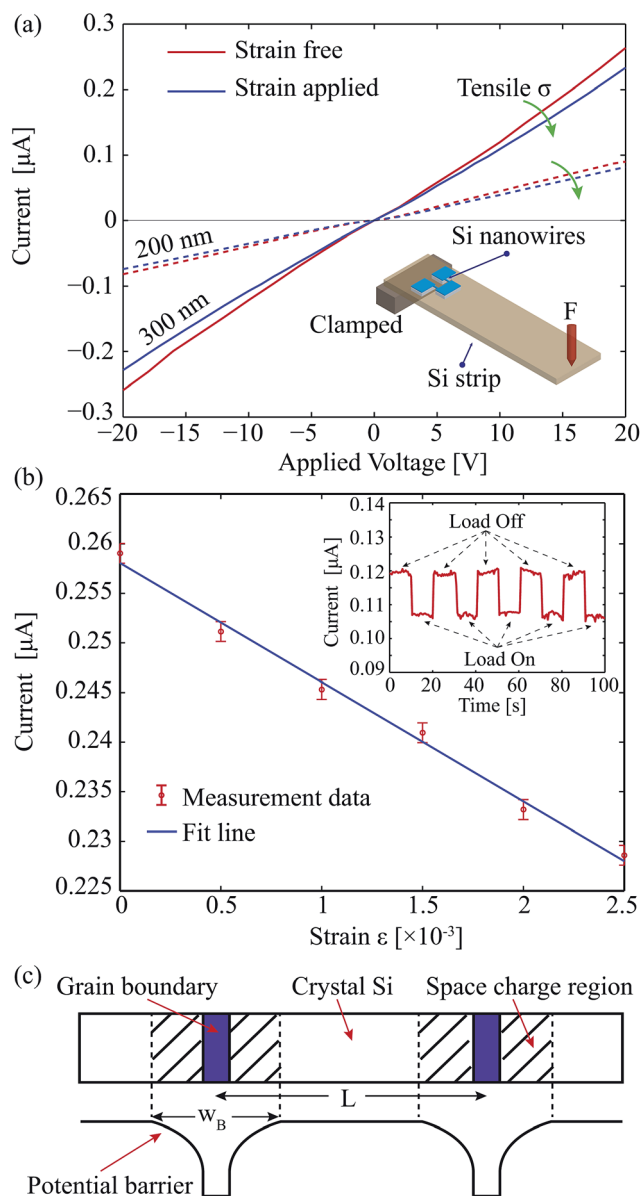 (a)
Strain free
Strain applied
Tensile σ
Current [μA]
0.3
0.2
0.1
0
−0.1
−0.2
−0.3
200 nm
300 nm
Si nanowires
Clamped
F
Si strip
−20 −15 −10 −5 0 5 10 15 20
Applied Voltage [V]
(b)
Current [μA]
0.265
0.26
0.255
0.25
0.245
0.24
0.235
0.23
0.225
Current [μA]
0.14
0.13
0.12
0.11
0.10
0.09
Load Off
Load On
0 20 40 60 80 100
Time [s]
Measurement data
Fit line
0 0.5 1 1.5 2 2.5
Strain ε [×10⁻³]
(c)
Grain boundary
Crystal Si
Space charge region
L
w_B
Potential barrier